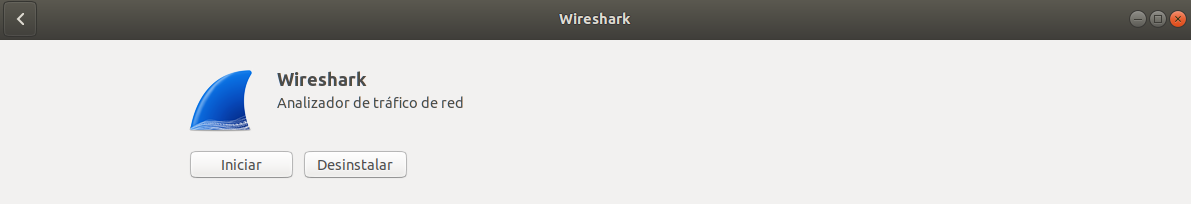 Wireshark
Wireshark
Analizador de tráfico de red
Iniciar
Desinstalar